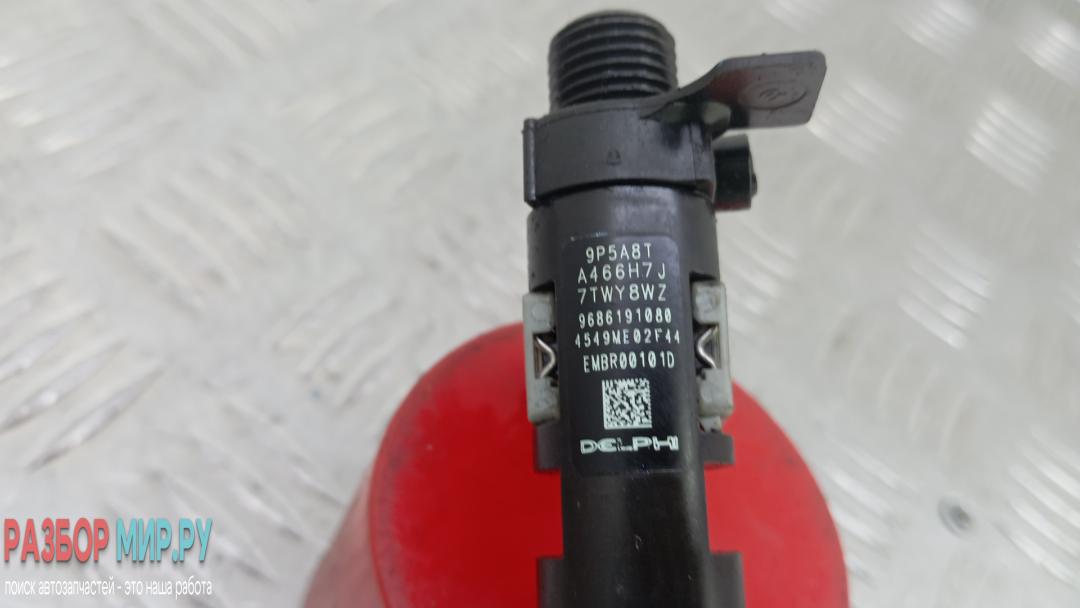 9P5A8T
A466H7J
7TWY8WZ
9686191080
4549ME02F44
EMBR00101D
DELPHI
РАЗБОР МИР.РУ
поиск автозапчастей - это наша работа